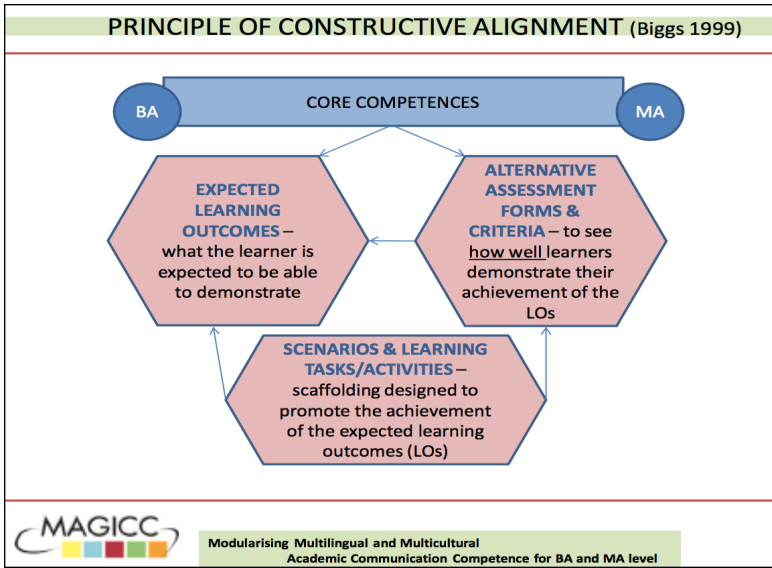 PRINCIPLE OF CONSTRUCTIVE ALIGNMENT (Biggs 1999)
BA
CORE COMPETENCES
MA
EXPECTED
LEARNING
OUTCOMES –
what the learner is
expected to be able
to demonstrate
ALTERNATIVE
ASSESSMENT
FORMS &
CRITERIA – to see
how well learners
demonstrate their
achievement of the
LOs
SCENARIOS & LEARNING
TASKS/ACTIVITIES –
scaffolding designed to
promote the achievement
of the expected learning
outcomes (LOs)
MAGICC
Modularising Multilingual and Multicultural
Academic Communication Competence for BA and MA level